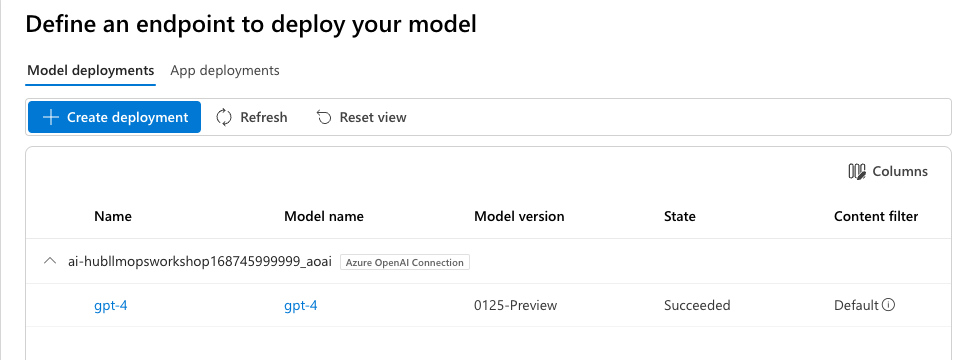 Define an endpoint to deploy your model
Model deployments App deployments
Create deployment Refresh Reset view
Columns
Name Model name Model version State Content filter
ai-hubllmopsworkshop168745999999_aoai Azure OpenAI Connection
gpt-4 gpt-4 0125-Preview Succeeded Default